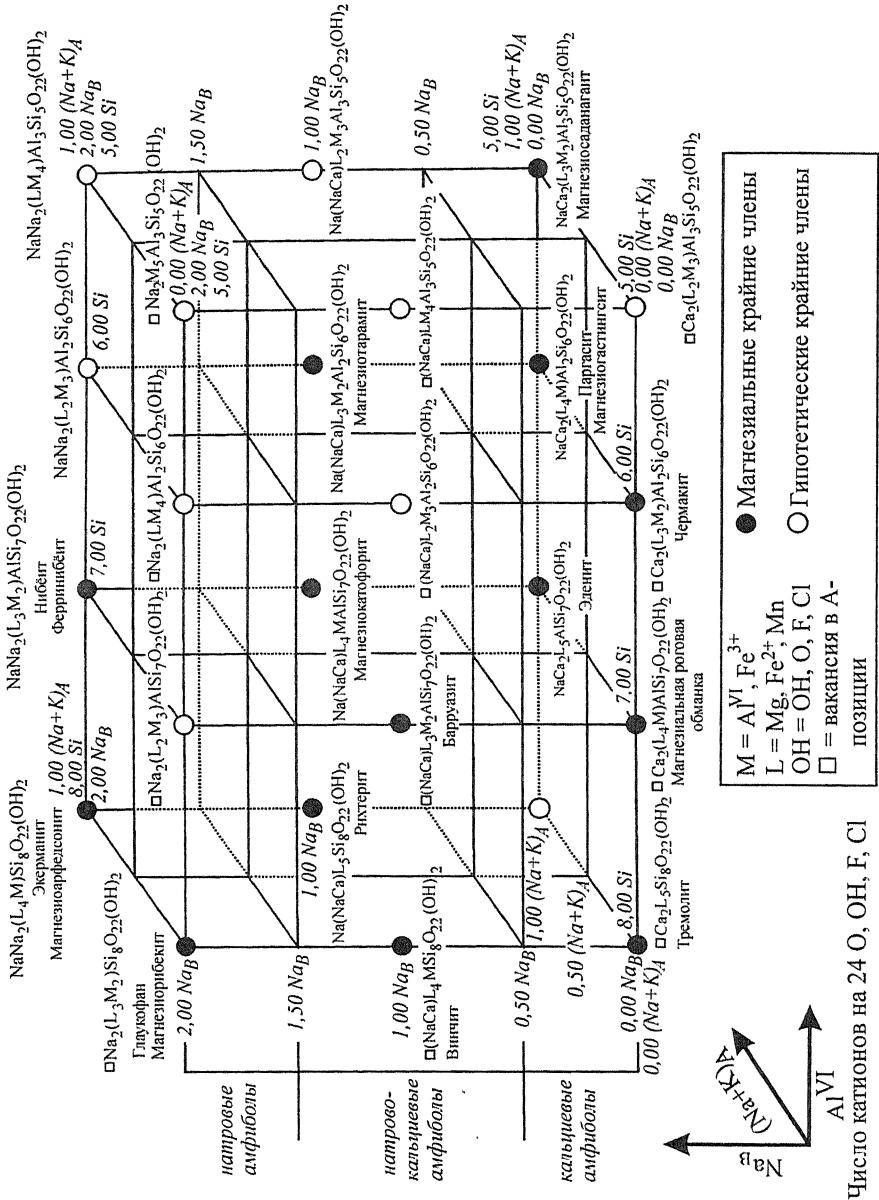 NaNa₂(L₄M)Si₈O₂₂(OH)₂
Экерманит
Магнезиоарфедсонит
1,00 (Na+K)A
8,00 Si
2,00 NaB
NaNa₂(L₃M₂)AlSi₇O₂₂(OH)₂
Нибёит
Ферринибёит
7,00 Si
NaNa₂(L₂M₃)Al₂Si₆O₂₂(OH)₂
6,00 Si
NaNa₂(LM₄)Al₃Si₅O₂₂(OH)₂
1,00 (Na+K)A
2,00 NaB
5,00 Si
□Na₂(L₃M₂)Si₈O₂₂(OH)₂
Глаукофан
Магнезиорибекит
2,00 NaB
□Na₂(L₂M₃)AlSi₇O₂₂(OH)₂
□Na₂(LM₄)Al₂Si₆O₂₂(OH)₂
□Na₂M₅Al₃Si₅O₂₂(OH)₂
0,00 (Na+K)A
2,00 NaB
5,00 Si
1,50 NaB
1,50 NaB
1,00 NaB
Na(NaCa)L₅Si₈O₂₂(OH)₂
Рихтерит
Na(NaCa)L₄MAlSi₇O₂₂(OH)₂
Магнезиокатофорит
Na(NaCa)L₃M₂Al₂Si₆O₂₂(OH)₂
Магнезиотарамит
1,00 NaB
Na(NaCa)L₂M₃Al₃Si₅O₂₂(OH)₂
1,00 NaB
□(NaCa)L₄MSi₈O₂₂(OH)₂
Винчит
□(NaCa)L₃M₂AlSi₇O₂₂(OH)₂
Барруазит
□(NaCa)L₂M₃Al₂Si₆O₂₂(OH)₂
□(NaCa)LM₄Al₃Si₅O₂₂(OH)₂
0,50 NaB
0,50 NaB
1,00 (Na+K)A
0,50 (Na+K)A
NaCa₂L₅AlSi₇O₂₂(OH)₂
Эденит
NaCa₂(L₄M)Al₂Si₆O₂₂(OH)₂
Паргасит
Магнезиогастингсит
5,00 Si
1,00 (Na+K)A
0,00 NaB
NaCa₂(L₃M₂)Al₃Si₅O₂₂(OH)₂
Магнезиосаданагаит
0,00 NaB
0,00 (Na+K)A
8,00 Si
□Ca₂L₅Si₈O₂₂(OH)₂
Тремолит
7,00 Si
□Ca₂(L₄M)AlSi₇O₂₂(OH)₂
Магнезиальная роговая
обманка
6,00 Si
□Ca₂(L₃M₂)Al₂Si₆O₂₂(OH)₂
Чермакит
5,00 Si
0,00 (Na+K)A
0,00 NaB
□Ca₂(L₂M₃)Al₃Si₅O₂₂(OH)₂
натровые
амфиболы
натрово-
кальциевые
амфиболы
кальциевые
амфиболы
NaB
(Na+K)A
AlVI
Число катионов на 24 O, OH, F, Cl
M = AlVI, Fe³⁺
L = Mg, Fe²⁺, Mn
OH = OH, O, F, Cl
□ = вакансия в A-
позиции
Магнезиальные крайние члены
Гипотетические крайние члены